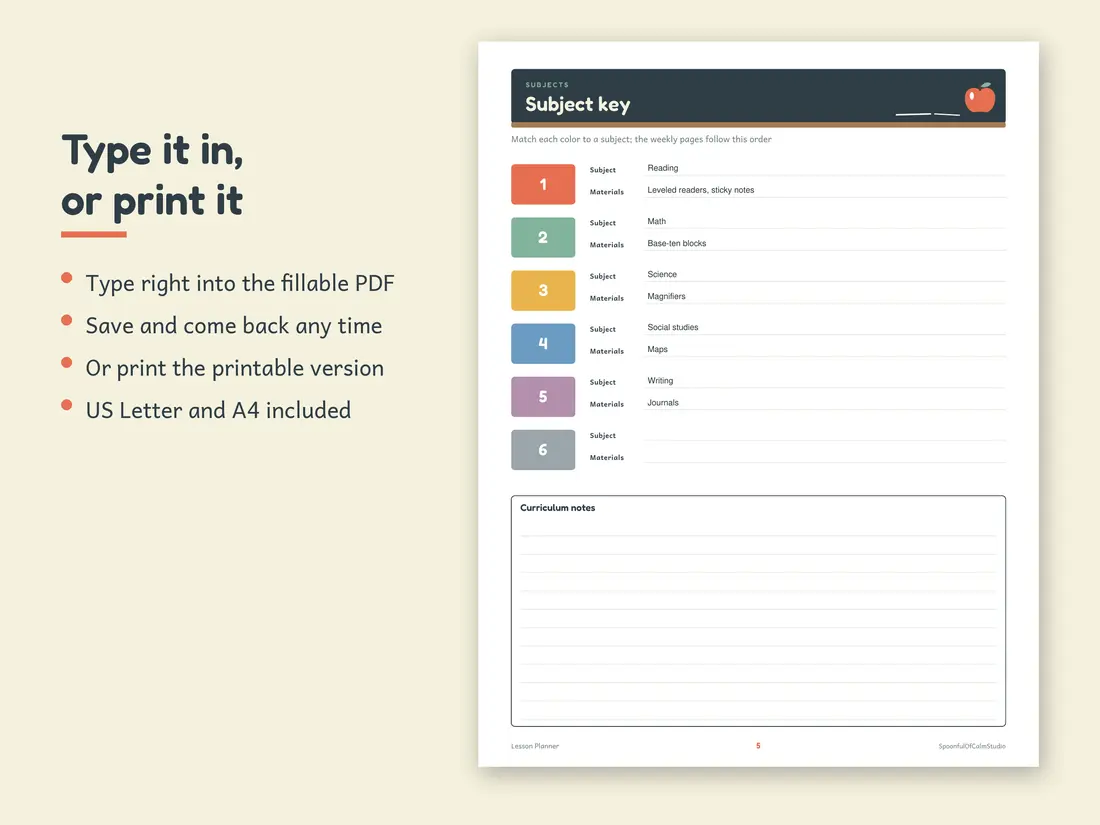 Type it in,
or print it
Type right into the fillable PDF
Save and come back any time
Or print the printable version
US Letter and A4 included
SUBJECTS
Subject key
Match each color to a subject; the weekly pages follow this order
1
Subject Reading
Materials Leveled readers, sticky notes
2
Subject Math
Materials Base-ten blocks
3
Subject Science
Materials Magnifiers
4
Subject Social studies
Materials Maps
5
Subject Writing
Materials Journals
6
Subject
Materials
Curriculum notes
Lesson Planner 5 SpoonfulOfCalmStudio